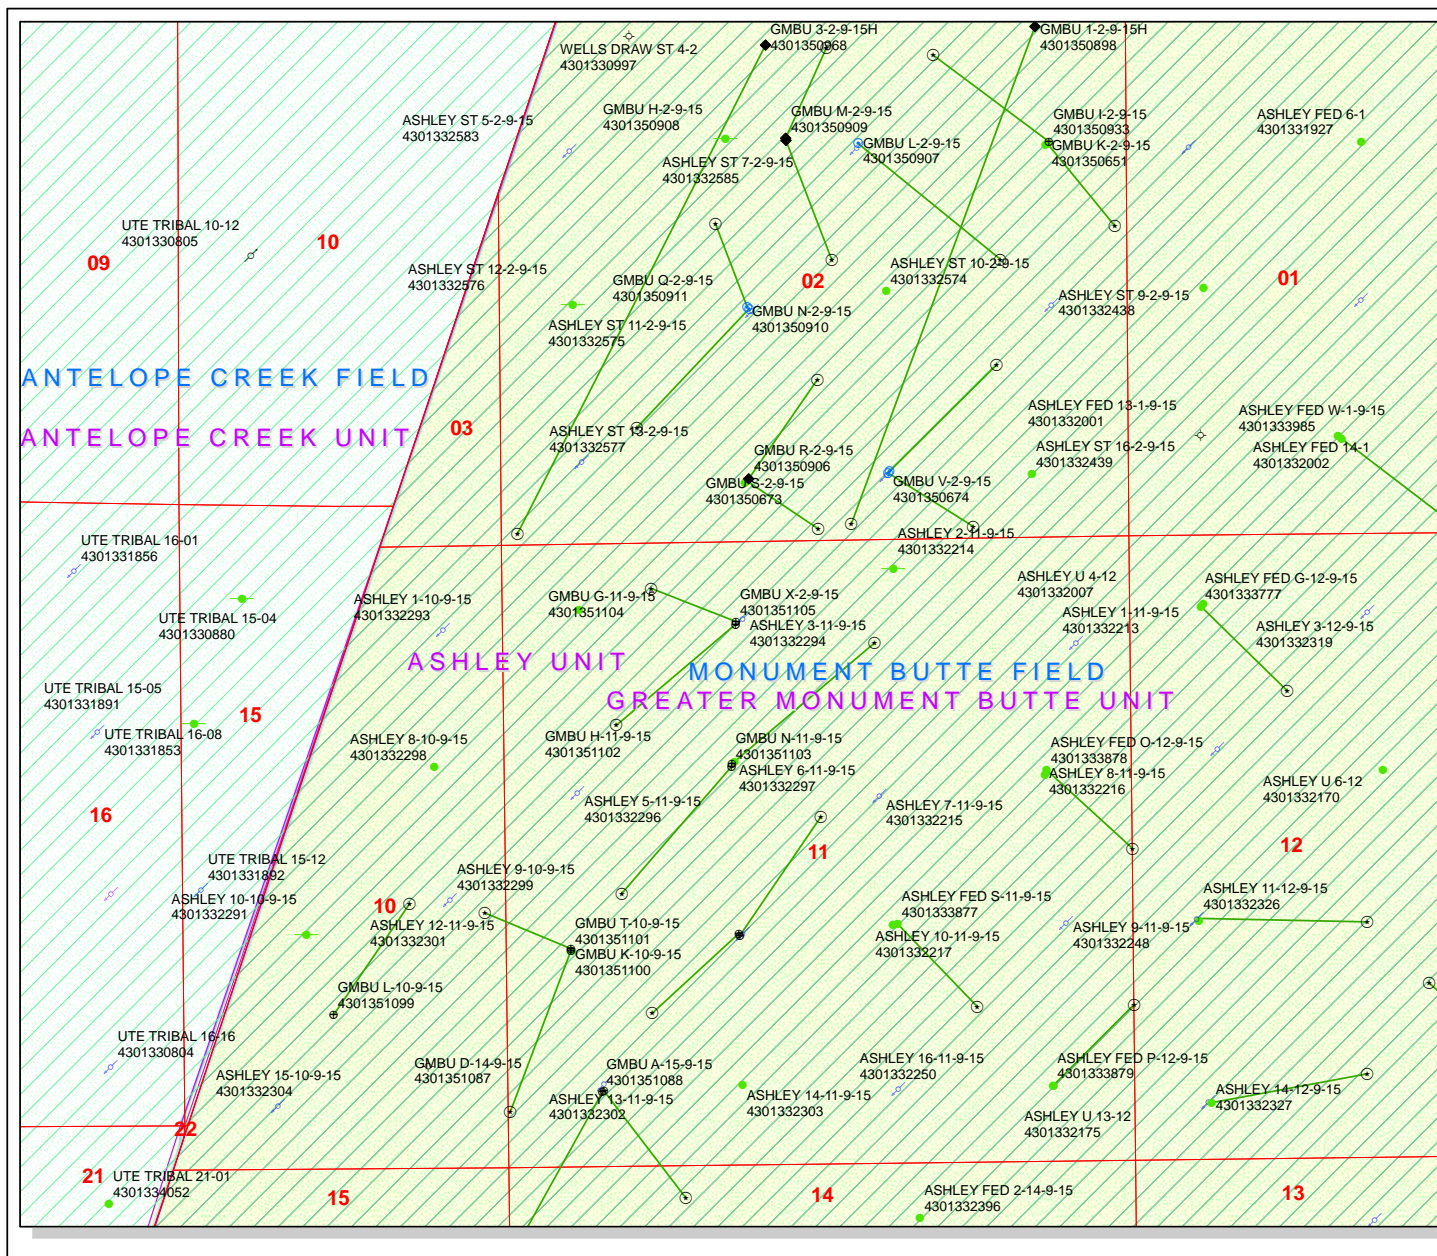 GMBU 3-2-9-15H
4301350968
GMBU 1-2-9-15H
4301350898
WELLS DRAW ST 4-2
4301330997
ASHLEY ST 5-2-9-15
4301332583
GMBU H-2-9-15
4301350908
GMBU M-2-9-15
4301350909
GMBU L-2-9-15
4301350907
GMBU I-2-9-15
4301350933
GMBU K-2-9-15
4301350651
ASHLEY FED 6-1
4301331927
ASHLEY ST 7-2-9-15
4301332585
UTE TRIBAL 10-12
4301330805
10
09
ASHLEY ST 12-2-9-15
4301332576
GMBU Q-2-9-15
4301350911
02
ASHLEY ST 10-2-9-15
4301332574
01
ASHLEY ST 9-2-9-15
4301332438
GMBU N-2-9-15
4301350910
ASHLEY ST 11-2-9-15
4301332575
ANTELOPE CREEK FIELD
ANTELOPE CREEK UNIT
03
ASHLEY ST 13-2-9-15
4301332577
ASHLEY FED 13-1-9-15
4301332001
ASHLEY FED W-1-9-15
4301333985
ASHLEY FED 14-1
4301332002
GMBU R-2-9-15
4301350906
GMBU S-2-9-15
4301350673
GMBU V-2-9-15
4301350674
ASHLEY ST 16-2-9-15
4301332439
UTE TRIBAL 16-01
4301331856
ASHLEY 2-11-9-15
4301332214
UTE TRIBAL 15-04
4301330880
ASHLEY 1-10-9-15
4301332293
GMBU G-11-9-15
4301351104
GMBU X-2-9-15
4301351105
ASHLEY 3-11-9-15
4301332294
ASHLEY U 4-12
4301332007
ASHLEY 1-11-9-15
4301332213
ASHLEY FED G-12-9-15
4301333777
ASHLEY 3-12-9-15
4301332319
ASHLEY UNIT
MONUMENT BUTTE FIELD
GREATER MONUMENT BUTTE UNIT
UTE TRIBAL 15-05
4301331891
15
UTE TRIBAL 16-08
4301331853
ASHLEY 8-10-9-15
4301332298
GMBU H-11-9-15
4301351102
GMBU N-11-9-15
4301351103
ASHLEY 6-11-9-15
4301332297
ASHLEY FED O-12-9-15
4301333878
ASHLEY 8-11-9-15
4301332216
ASHLEY U 6-12
4301332170
16
ASHLEY 5-11-9-15
4301332296
ASHLEY 7-11-9-15
4301332215
11
12
UTE TRIBAL 15-12
4301331892
ASHLEY 10-10-9-15
4301332291
ASHLEY 9-10-9-15
4301332299
10
ASHLEY 12-11-9-15
4301332301
GMBU T-10-9-15
4301351101
GMBU K-10-9-15
4301351100
ASHLEY FED S-11-9-15
4301333877
ASHLEY 10-11-9-15
4301332217
ASHLEY 9-11-9-15
4301332248
ASHLEY 11-12-9-15
4301332326
GMBU L-10-9-15
4301351099
UTE TRIBAL 16-16
4301330804
ASHLEY 15-10-9-15
4301332304
GMBU D-14-9-15
4301351087
GMBU A-15-9-15
4301351088
ASHLEY 13-11-9-15
4301332302
ASHLEY 14-11-9-15
4301332303
ASHLEY 16-11-9-15
4301332250
ASHLEY FED P-12-9-15
4301333879
ASHLEY U 13-12
4301332175
ASHLEY 14-12-9-15
4301332327
22
21
UTE TRIBAL 21-01
4301334052
15
14
ASHLEY FED 2-14-9-15
4301332396
13